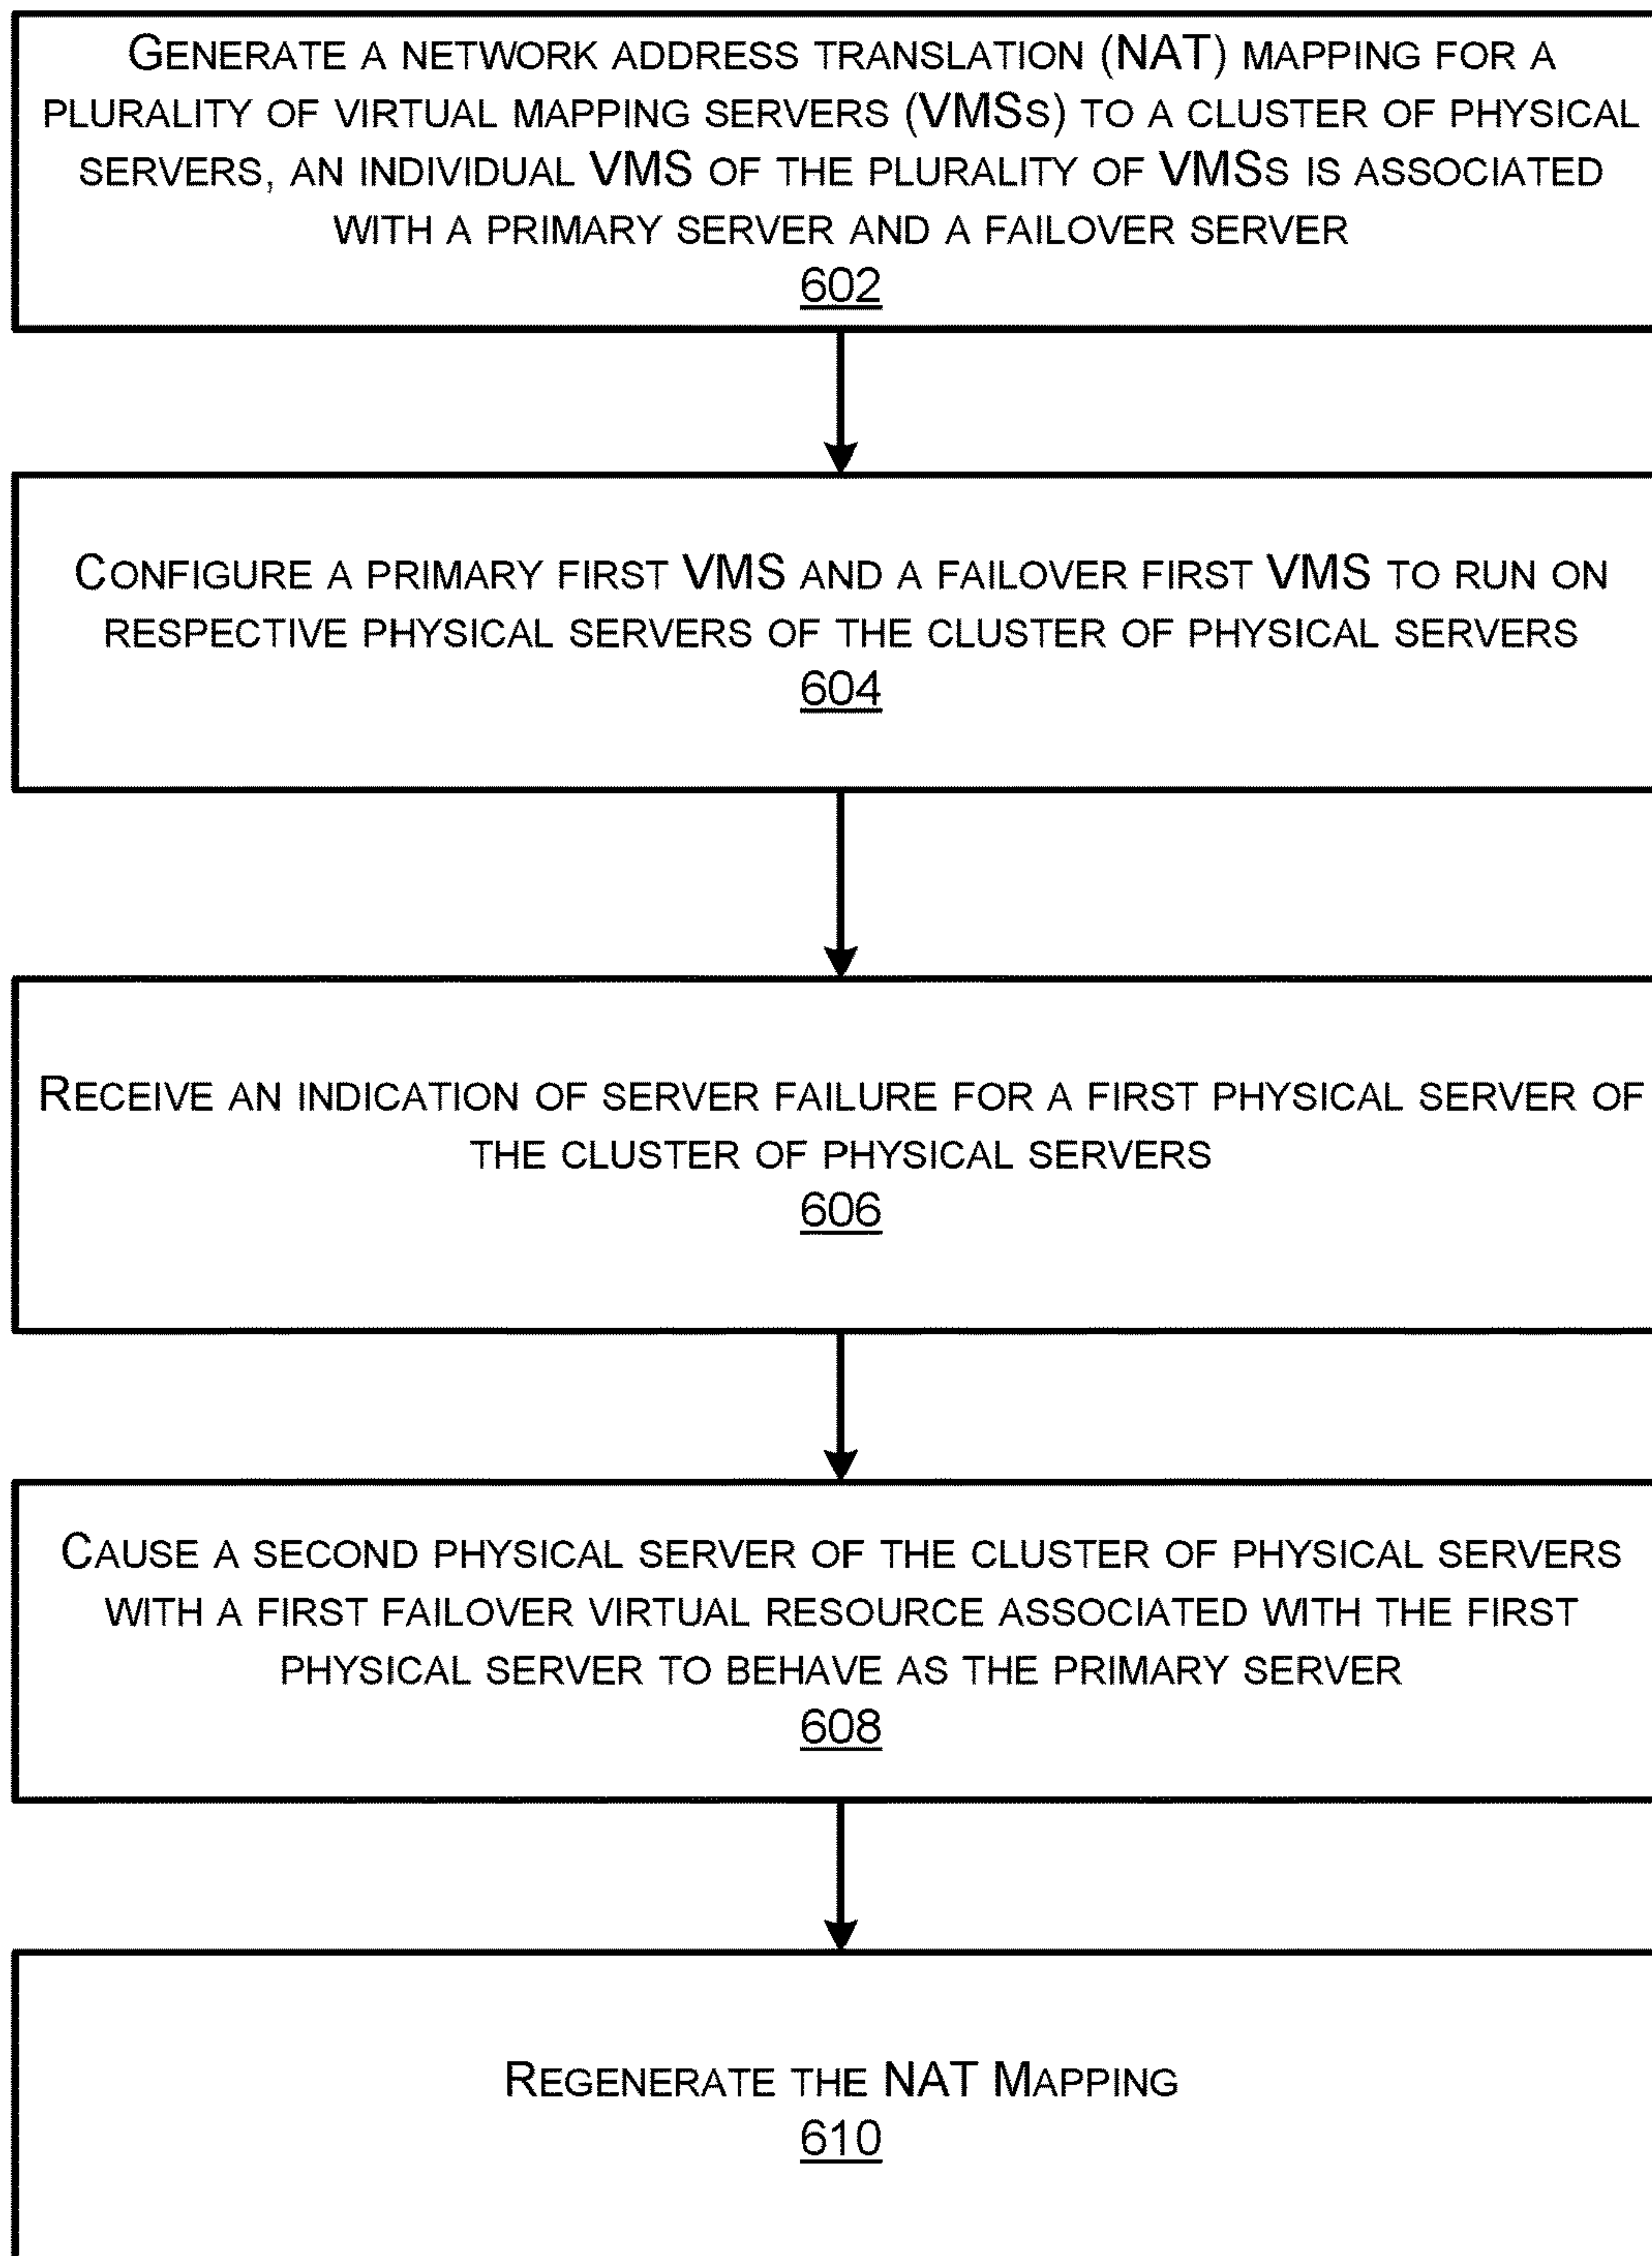 GENERATE A NETWORK ADDRESS TRANSLATION (NAT) MAPPING FOR A
PLURALITY OF VIRTUAL MAPPING SERVERS (VMSS) TO A CLUSTER OF PHYSICAL
SERVERS, AN INDIVIDUAL VMS OF THE PLURALITY OF VMSS IS ASSOCIATED
WITH A PRIMARY SERVER AND A FAILOVER SERVER
602
CONFIGURE A PRIMARY FIRST VMS AND A FAILOVER FIRST VMS TO RUN ON
RESPECTIVE PHYSICAL SERVERS OF THE CLUSTER OF PHYSICAL SERVERS
604
RECEIVE AN INDICATION OF SERVER FAILURE FOR A FIRST PHYSICAL SERVER OF
THE CLUSTER OF PHYSICAL SERVERS
606
CAUSE A SECOND PHYSICAL SERVER OF THE CLUSTER OF PHYSICAL SERVERS
WITH A FIRST FAILOVER VIRTUAL RESOURCE ASSOCIATED WITH THE FIRST
PHYSICAL SERVER TO BEHAVE AS THE PRIMARY SERVER
608
REGENERATE THE NAT MAPPING
610